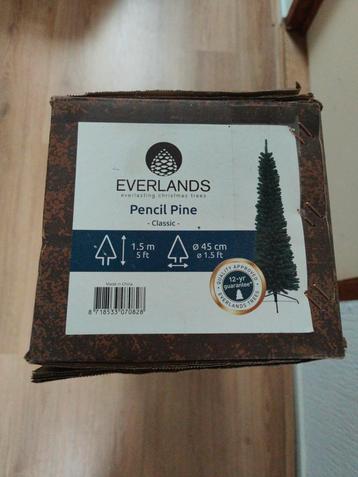 EVERLANDS
everlasting christmas trees
Pencil Pine
- Classic -
1.5 m
5 ft
ø 45 cm
ø 1.5 ft
QUALITY APPROVED
12-yr
guarantee*
EVERLANDS TREES
Made in China
8 718533 070828